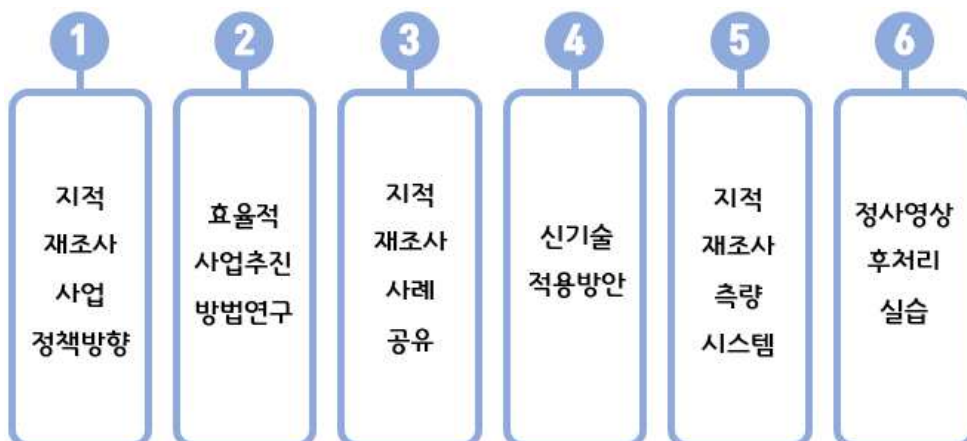 1
지적
재조사
사업
정책방향
2
효율적
사업추진
방법연구
3
지적
재조사
사례
공유
4
신기술
적용방안
5
지적
재조사
측량
시스템
6
정사영상
후처리
실습